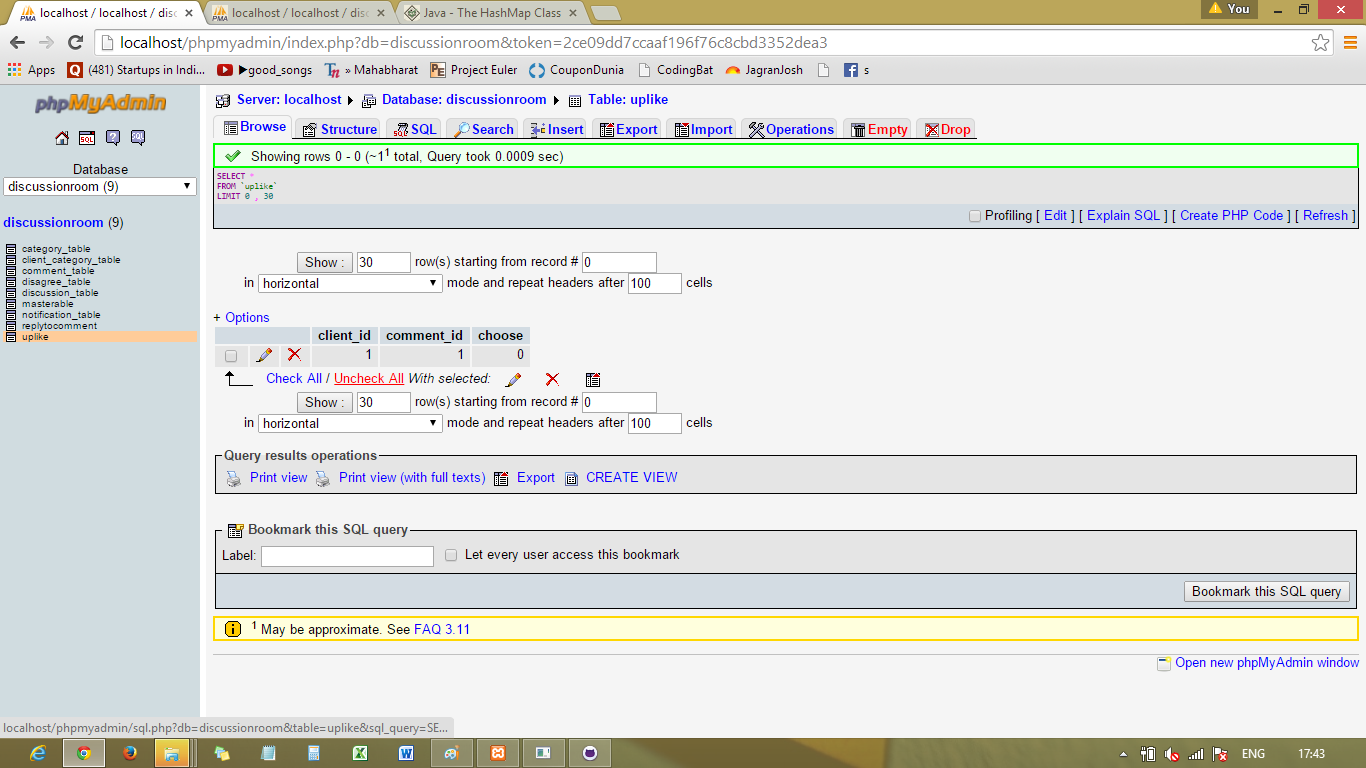 localhost / localhost / disc
localhost / localhost / disc
Java - The HashMap Class
You
localhost/phpmyadmin/index.php?db=discussionroom&token=2ce09dd7ccaaf196f76c8cbd3352dea3
Apps
(481) Startups in Indi...
▶good_songs
» Mahabharat
Project Euler
CouponDunia
CodingBat
JagranJosh
s
phpMyAdmin
Server: localhost ▶ Database: discussionroom ▶ Table: uplike
Browse Structure SQL Search Insert Export Import Operations Empty Drop
Database
discussionroom (9)
discussionroom (9)
category_table
client_category_table
comment_table
disagree_table
discussion_table
masterable
notification_table
replytocomment
uplike
Showing rows 0 - 0 (~1¹ total, Query took 0.0009 sec)
SELECT *
FROM `uplike`
LIMIT 0 , 30
Profiling [ Edit ] [ Explain SQL ] [ Create PHP Code ] [ Refresh ]
Show : 30 row(s) starting from record # 0
in horizontal mode and repeat headers after 100 cells
+ Options
client_id comment_id choose
1 1 0
Check All / Uncheck All With selected:
Show : 30 row(s) starting from record # 0
in horizontal mode and repeat headers after 100 cells
Query results operations
Print view Print view (with full texts) Export CREATE VIEW
Bookmark this SQL query
Label: Let every user access this bookmark
Bookmark this SQL query
¹ May be approximate. See FAQ 3.11
Open new phpMyAdmin window
localhost/phpmyadmin/sql.php?db=discussionroom&table=uplike&sql_query=SE...
ENG 17:43